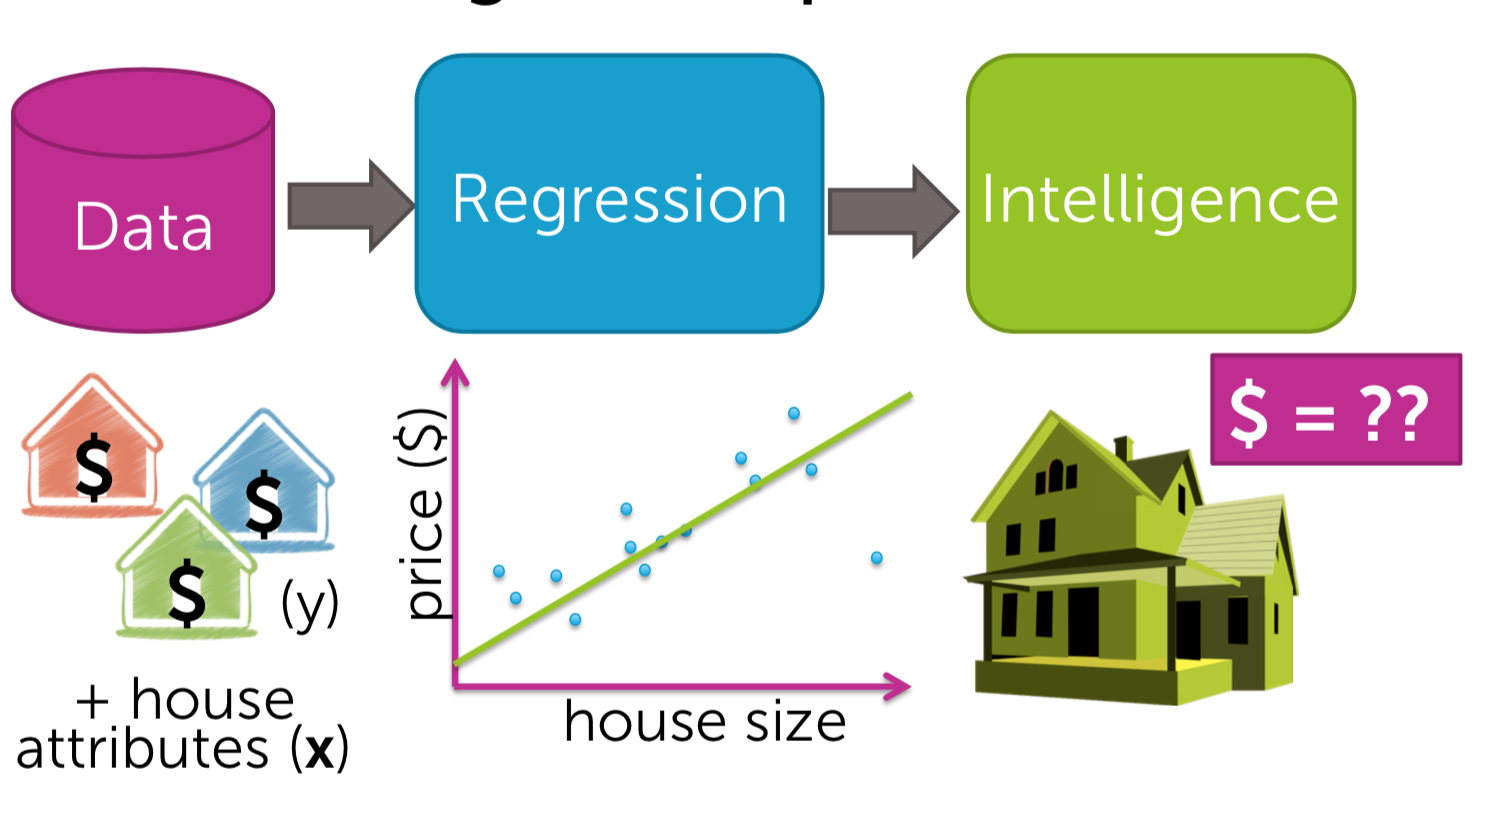 Data
Regression
Intelligence
$
$
$
(y)
+ house
attributes (x)
price ($)
house size
$ = ??